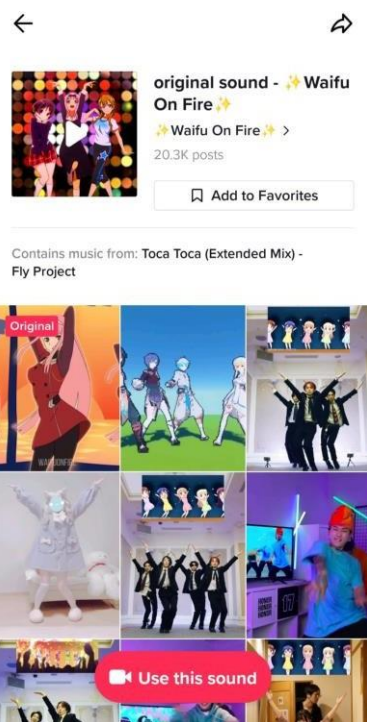 original sound - ✨Waifu
On Fire✨
✨Waifu On Fire✨ >
20.3K posts
Add to Favorites
Contains music from: Toca Toca (Extended Mix) -
Fly Project
Original
Use this sound